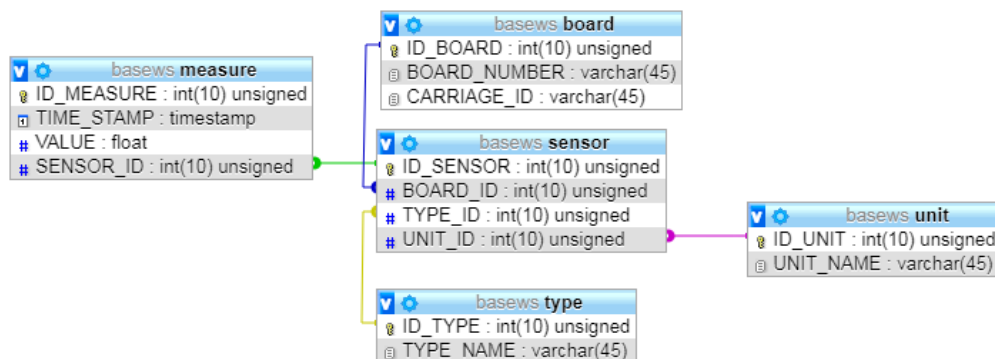 basews measure
ID_MEASURE : int(10) unsigned
TIME_STAMP : timestamp
VALUE : float
SENSOR_ID : int(10) unsigned
basews board
ID_BOARD : int(10) unsigned
BOARD_NUMBER : varchar(45)
CARRIAGE_ID : varchar(45)
basews sensor
ID_SENSOR : int(10) unsigned
BOARD_ID : int(10) unsigned
TYPE_ID : int(10) unsigned
UNIT_ID : int(10) unsigned
basews type
ID_TYPE : int(10) unsigned
TYPE_NAME : varchar(45)
basews unit
ID_UNIT : int(10) unsigned
UNIT_NAME : varchar(45)